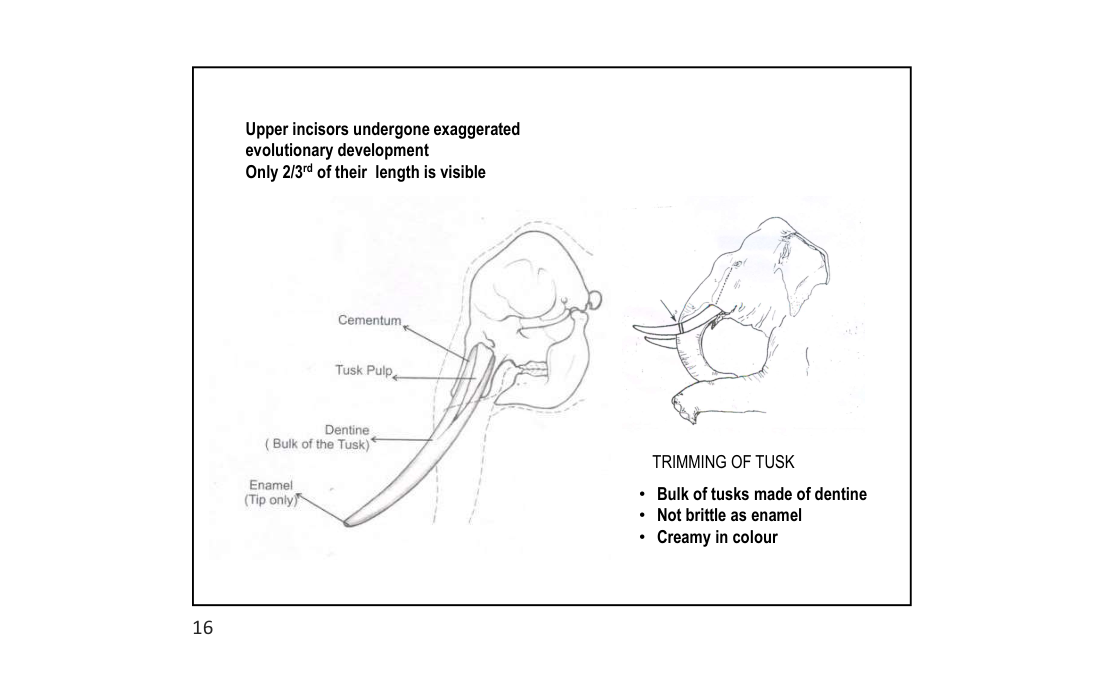 Upper incisors undergone exaggerated
evolutionary development
Only 2/3rd of their length is visible
Cementum
Tusk Pulp
Dentine
( Bulk of the Tusk)
Enamel
(Tip only)
TRIMMING OF TUSK
• Bulk of tusks made of dentine
• Not brittle as enamel
• Creamy in colour
16